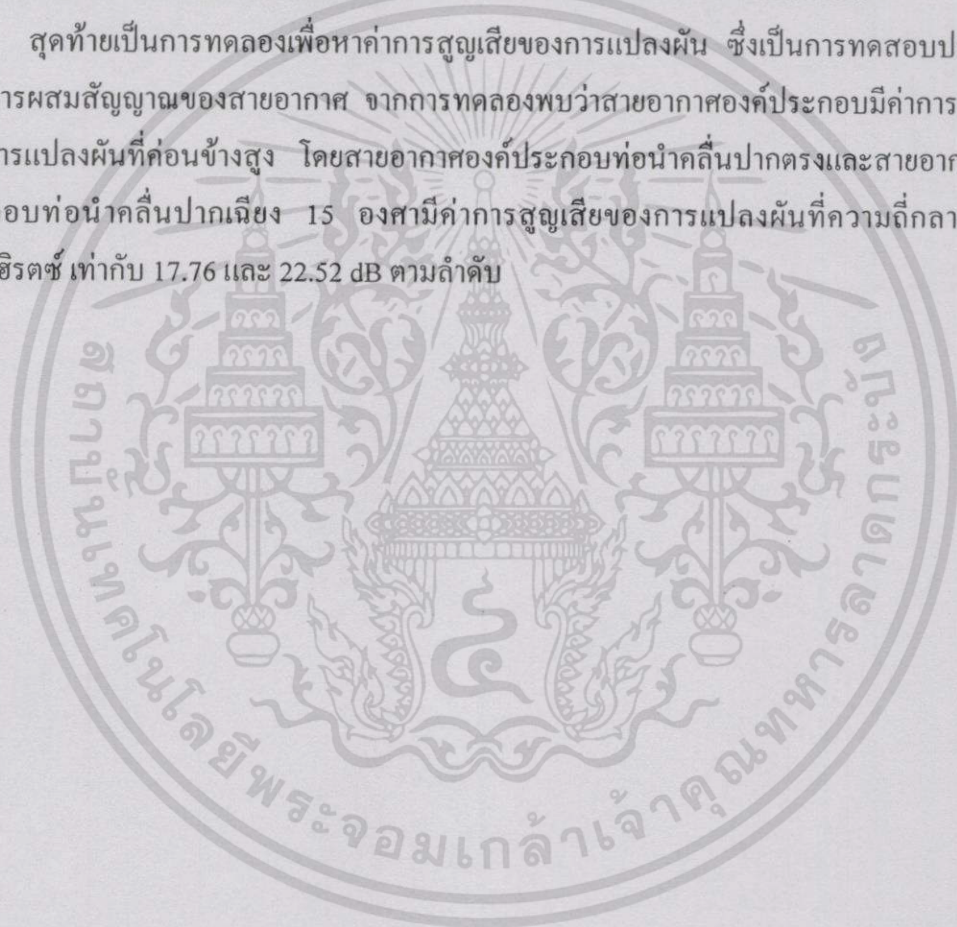 สุดท้ายเป็นการทดลองเพื่อหาค่าการสูญเสียของการแปลงผัน ซึ่งเป็นการทดสอบป
ารผสมสัญญาณของสายอากาศ จากการทดลองพบว่าสายอากาศองค์ประกอบมีค่าการ
ารแปลงผันที่ค่อนข้างสูง โดยสายอากาศองค์ประกอบท่อนำคลื่นปากตรงและสายอาก
อบท่อนำคลื่นปากเฉียง 15 องศามีค่าการสูญเสียของการแปลงผันที่ความถี่กลา
ฮิรตซ์ เท่ากับ 17.76 และ 22.52 dB ตามลำดับ
สถาบันเทคโนโลยีพระจอมเกล้าเจ้าคุณทหารลาดกระบัง